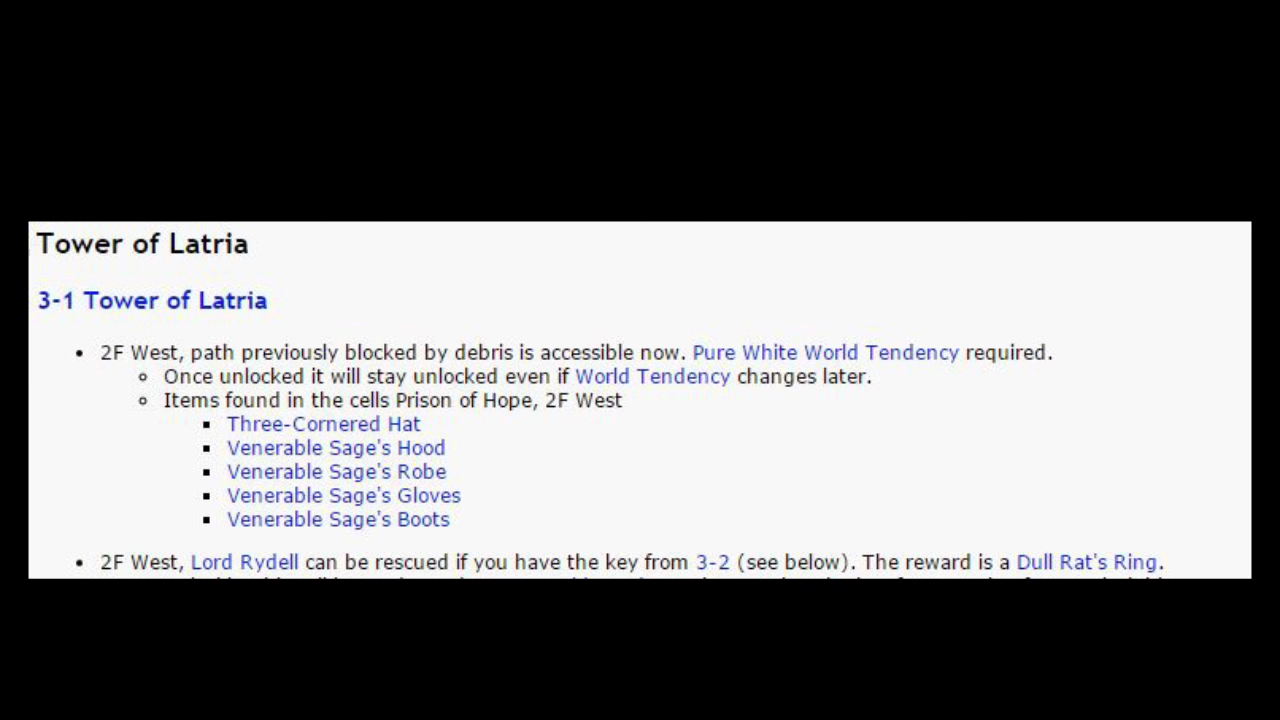 Tower of Latria
3-1 Tower of Latria
• 2F West, path previously blocked by debris is accessible now. Pure White World Tendency required.
◦ Once unlocked it will stay unlocked even if World Tendency changes later.
◦ Items found in the cells Prison of Hope, 2F West
▪ Three-Cornered Hat
▪ Venerable Sage's Hood
▪ Venerable Sage's Robe
▪ Venerable Sage's Gloves
▪ Venerable Sage's Boots
• 2F West, Lord Rydell can be rescued if you have the key from 3-2 (see below). The reward is a Dull Rat's Ring.